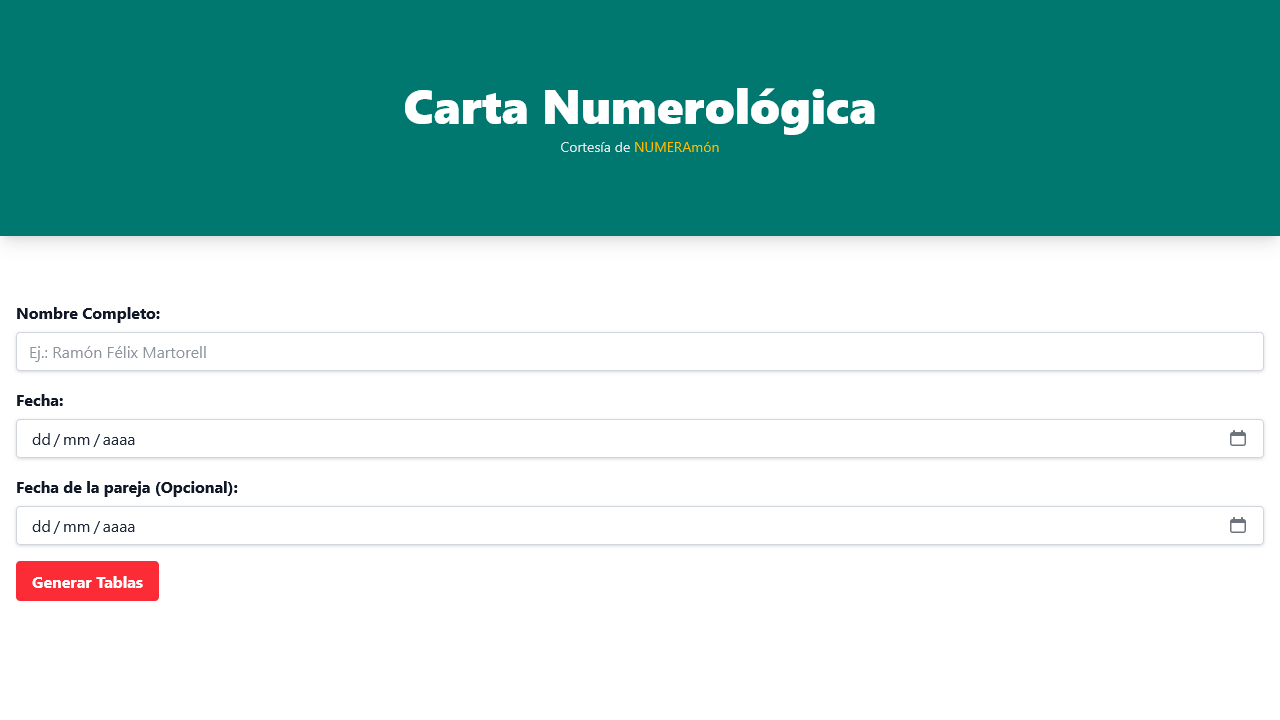 Carta Numerológica
Cortesía de NUMERAmón
Nombre Completo:
Ej.: Ramón Félix Martorell
Fecha:
dd/mm/aaaa
Fecha de la pareja (Opcional):
dd/mm/aaaa
Generar Tablas